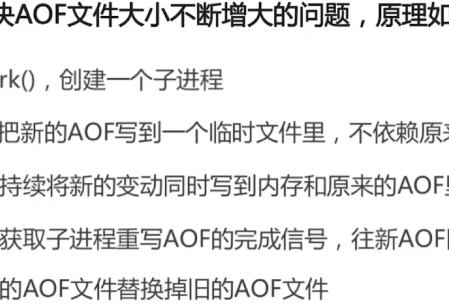 决AOF文件大小不断增大的问题，原理如
rk()，创建一个子进程
把新的AOF写到一个临时文件里，不依赖原来
持续将新的变动同时写到内存和原来的AOF里
获取子进程重写AOF的完成信号，往新AOF
的AOF文件替换掉旧的AOF文件